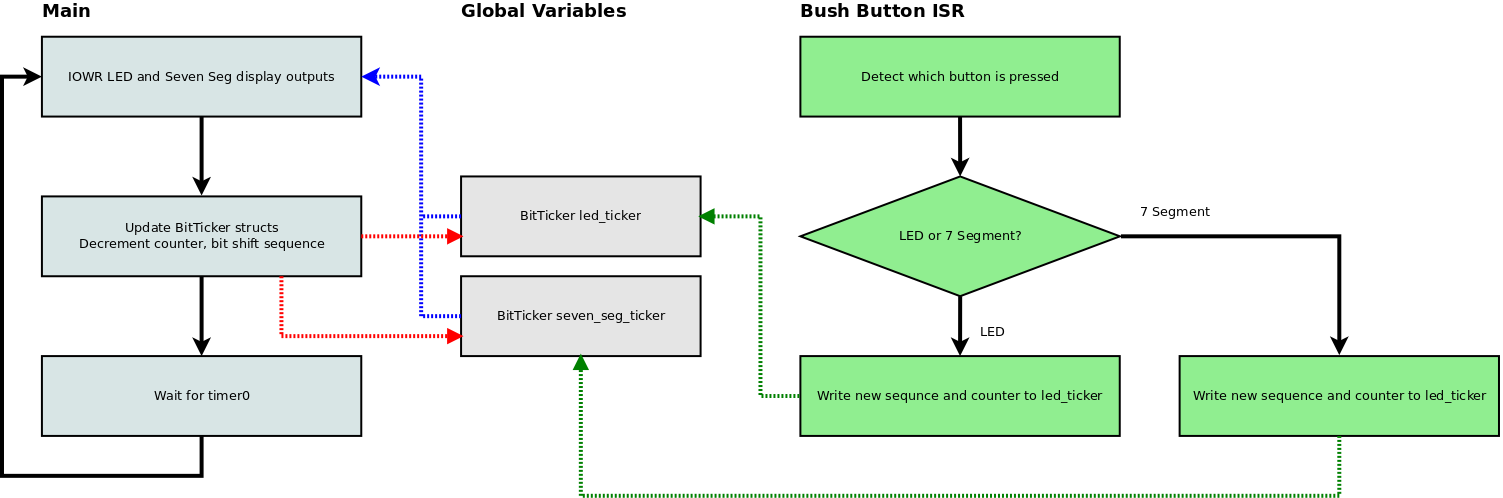 Main
Global Variables
Bush Button ISR
IOWR LED and Seven Seg display outputs
Detect which button is pressed
Update BitTicker structs
Decrement counter, bit shift sequence
BitTicker led_ticker
LED or 7 Segment?
7 Segment
BitTicker seven_seg_ticker
LED
Wait for timer0
Write new sequnce and counter to led_ticker
Write new sequence and counter to led_ticker